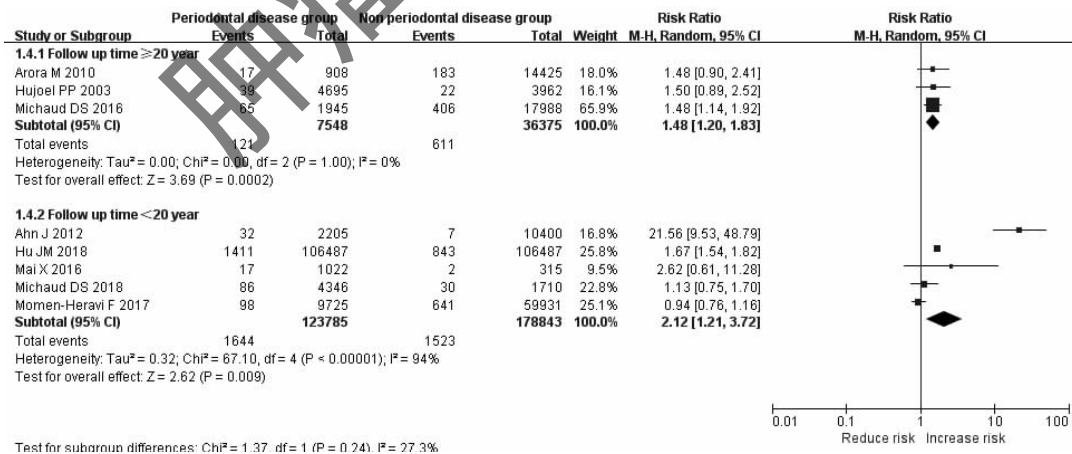 Periodontal disease group Non periodontal disease group Risk Ratio Risk Ratio
Study or Subgroup Events Total Events Total Weight M-H, Random, 95% CI M-H, Random, 95% CI
1.4.1 Follow up time ≥20 year
Arora M 2010 17 908 183 14425 18.0% 1.48 [0.90, 2.41]
Hujoel PP 2003 39 4695 22 3962 16.1% 1.50 [0.89, 2.52]
Michaud DS 2016 65 1945 406 17988 65.9% 1.48 [1.14, 1.92]
Subtotal (95% CI) 7548 36375 100.0% 1.48 [1.20, 1.83]
Total events 121 611
Heterogeneity: Tau² = 0.00; Chi² = 0.00, df = 2 (P = 1.00); I² = 0%
Test for overall effect: Z = 3.69 (P = 0.0002)
1.4.2 Follow up time <20 year
Ahn J 2012 32 2205 7 10400 16.8% 21.56 [9.53, 48.79]
Hu JM 2018 1411 106487 843 106487 25.8% 1.67 [1.54, 1.82]
Mai X 2016 17 1022 2 315 9.5% 2.62 [0.61, 11.28]
Michaud DS 2018 86 4346 30 1710 22.8% 1.13 [0.75, 1.70]
Momen-Heravi F 2017 98 9725 641 59931 25.1% 0.94 [0.76, 1.16]
Subtotal (95% CI) 123785 178843 100.0% 2.12 [1.21, 3.72]
Total events 1644 1523
Heterogeneity: Tau² = 0.32; Chi² = 67.10, df = 4 (P < 0.00001); I² = 94%
Test for overall effect: Z = 2.62 (P = 0.009)
0.01 0.1 1 10 100
Reduce risk Increase risk
Test for subgroup differences: Chi² = 1.37, df = 1 (P = 0.24), I² = 27.3%